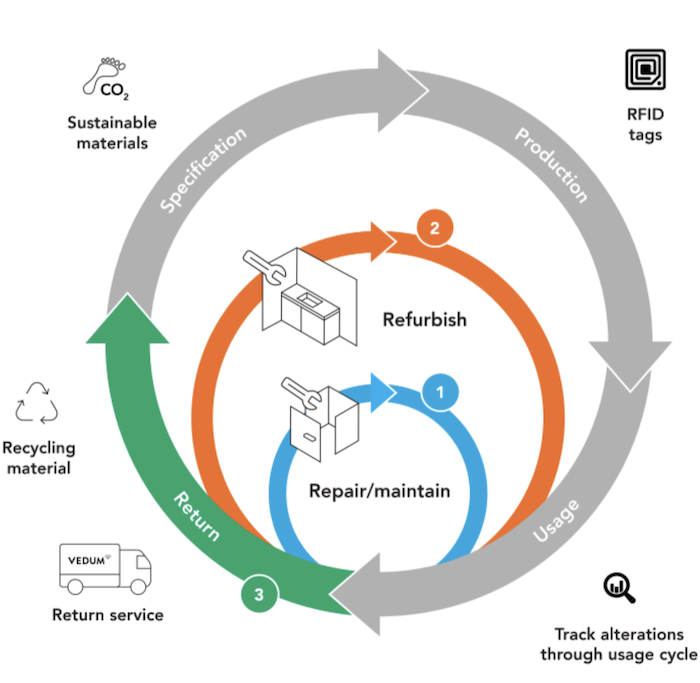 CO2
Sustainable
materials
RFID
tags
Specification
Production
2
Refurbish
1
Repair/maintain
Recycling
material
Return
Usage
VEDUM
Return service
3
Track alterations
through usage cycle